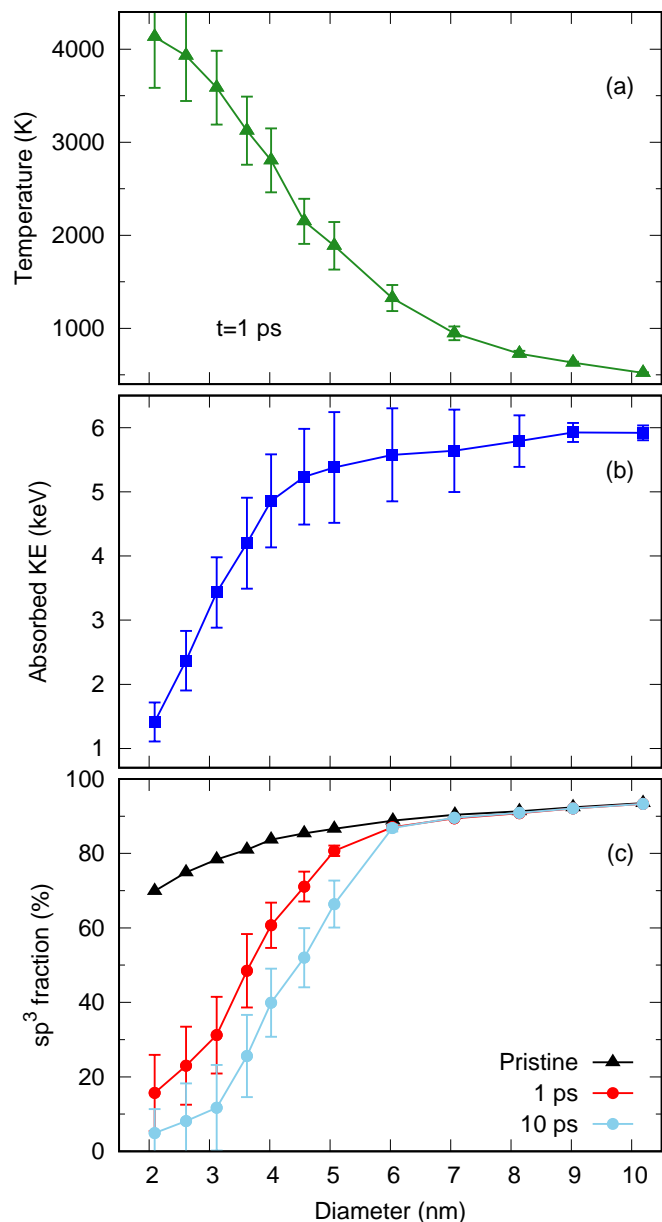 4000
3000
2000
1000
Temperature (K)
(a)
t=1 ps
6
5
4
3
2
1
Absorbed KE (keV)
(b)
100
80
60
40
20
0
sp³ fraction (%)
(c)
Pristine
1 ps
10 ps
2 3 4 5 6 7 8 9 10
Diameter (nm)